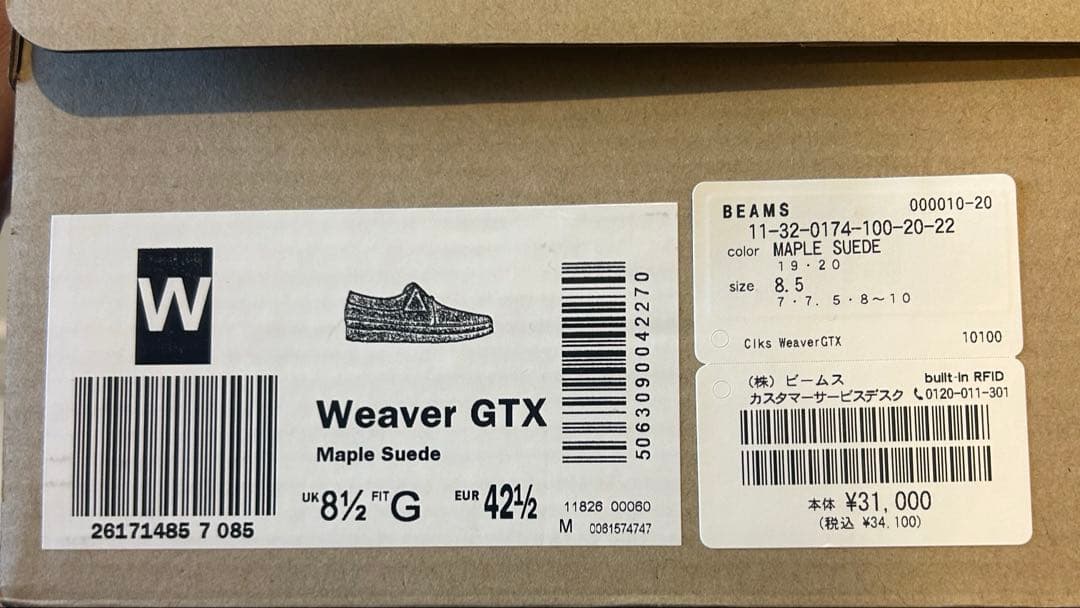 W
26171485 7 085
Weaver GTX
Maple Suede
UK 8½ FIT G EUR 42½
5063090042270
11826 00060
M 0081574747
BEAMS 000010-20
11-32-0174-100-20-22
color MAPLE SUEDE
19・20
size 8.5
7・7.5・8～10
Clks WeaverGTX 10100
(株) ビームス built-in RFID
カスタマーサービスデスク 0120-011-301
本体 ¥31,000
(税込 ¥34,100)